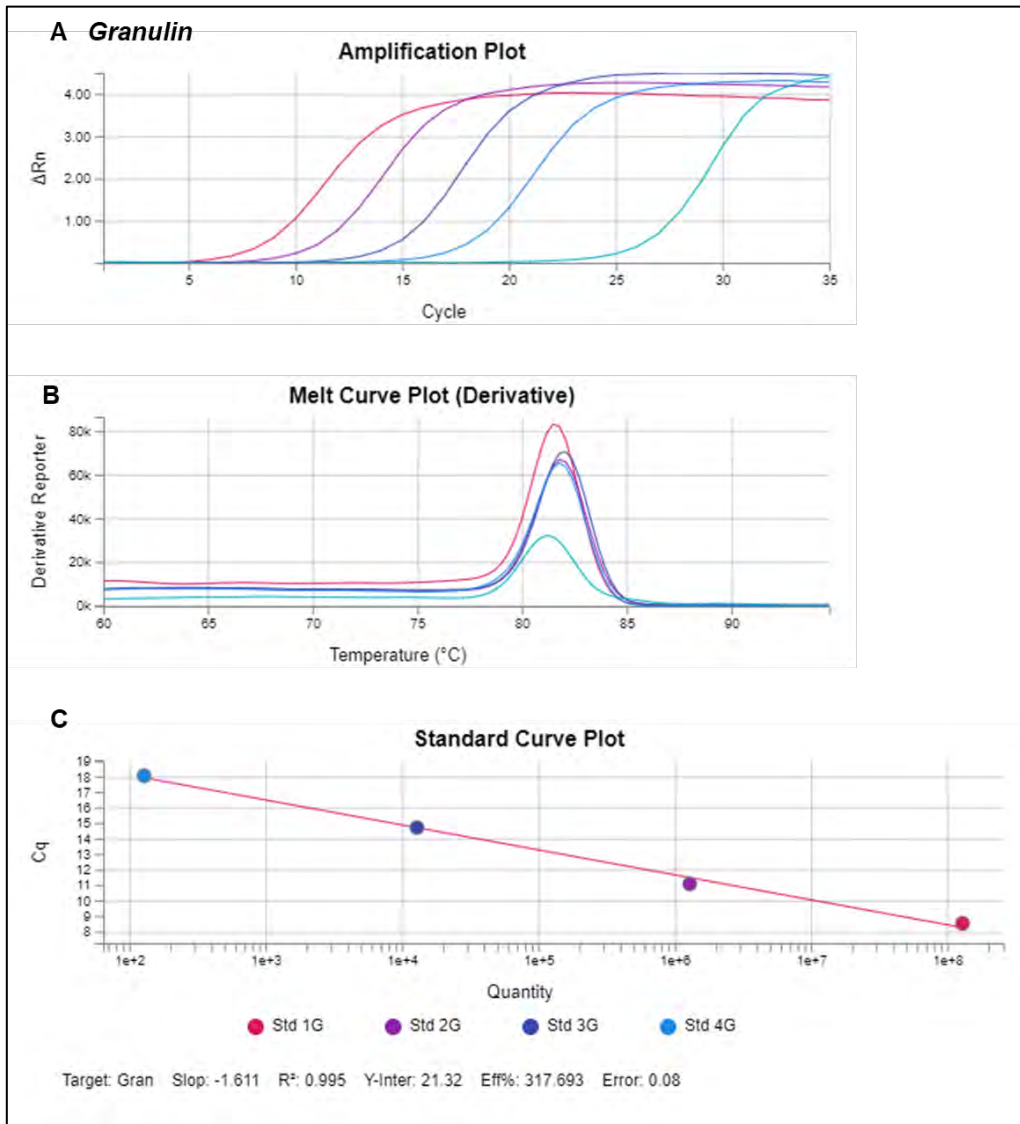 A Granulin
Amplification Plot
4.00
3.00
2.00
1.00
ΔRn
5 10 15 20 25 30 35
Cycle
B
Melt Curve Plot (Derivative)
80k
60k
40k
20k
0k
Derivative Reporter
60 65 70 75 80 85 90
Temperature (°C)
C
Standard Curve Plot
19
18
17
16
15
14
13
12
11
10
9
8
Cq
1e+2 1e+3 1e+4 1e+5 1e+6 1e+7 1e+8
Quantity
Std 1G Std 2G Std 3G Std 4G
Target: Gran Slop: -1.611 R²: 0.995 Y-Inter: 21.32 Eff%: 317.693 Error: 0.08